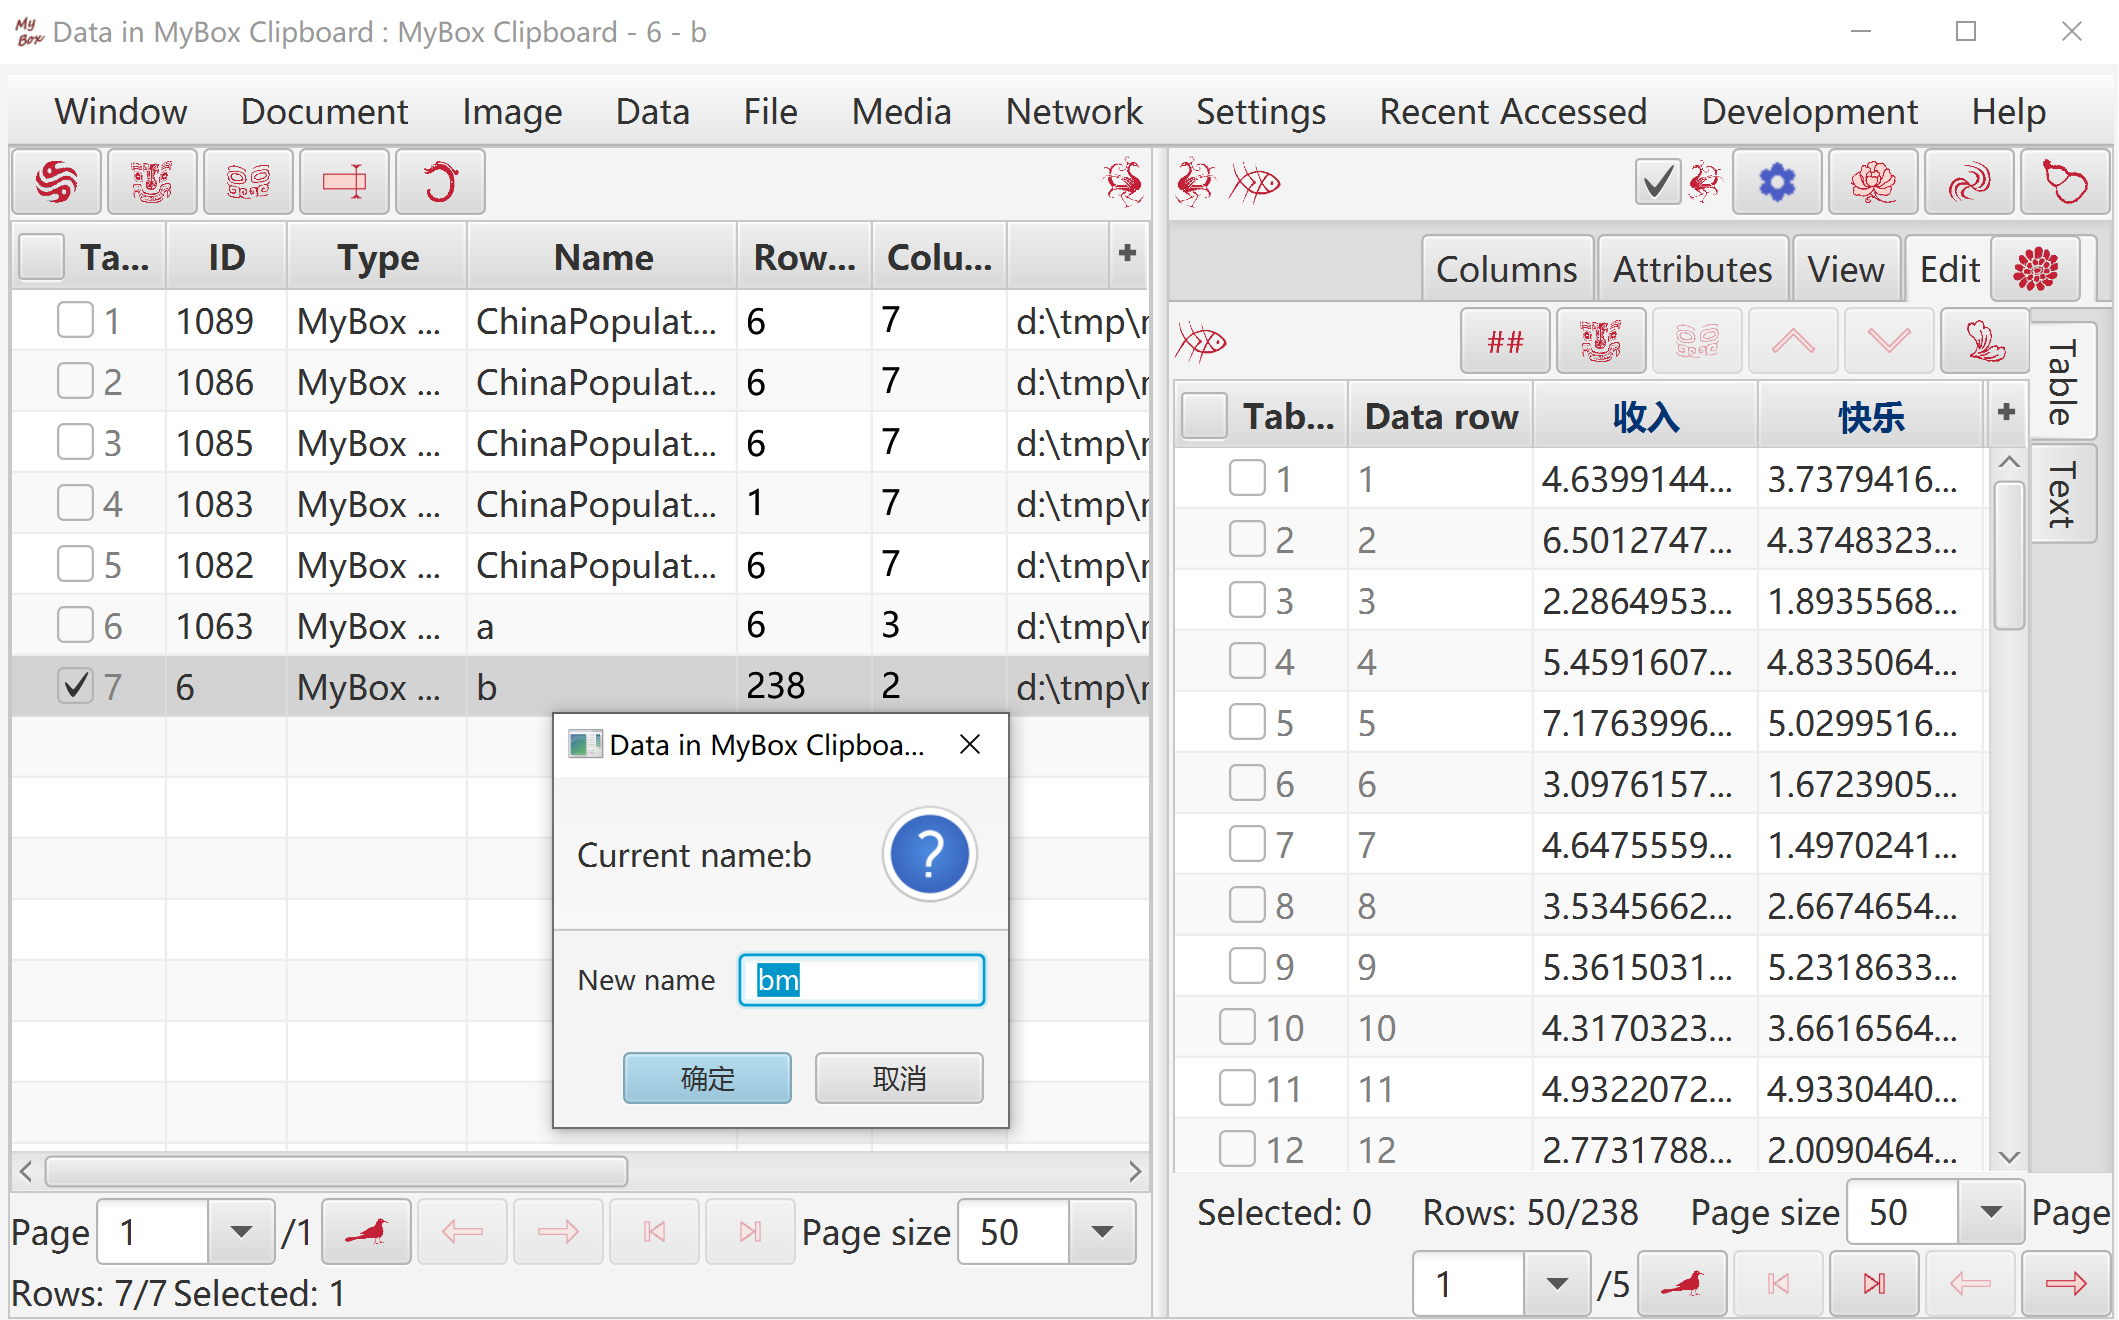 My Box Data in MyBox Clipboard : MyBox Clipboard - 6 - b
Window Document Image Data File Media Network Settings Recent Accessed Development Help
Ta... ID Type Name Row... Colu... +
1 1089 MyBox ... ChinaPopulat... 6 7 d:\tmp\
2 1086 MyBox ... ChinaPopulat... 6 7 d:\tmp\
3 1085 MyBox ... ChinaPopulat... 6 7 d:\tmp\
4 1083 MyBox ... ChinaPopulat... 1 7 d:\tmp\
5 1082 MyBox ... ChinaPopulat... 6 7 d:\tmp\
6 1063 MyBox ... a 6 3 d:\tmp\
7 6 MyBox ... b 238 2 d:\tmp\
Data in MyBox Clipboa...
Current name:b
?
New name bm
确定 取消
Page 1 /1 Page size 50
Rows: 7/7 Selected: 1
Columns Attributes View Edit
##
Table
Text
Tab... Data row 收入 快乐 +
1 1 4.6399144... 3.7379416...
2 2 6.5012747... 4.3748323...
3 3 2.2864953... 1.8935568...
4 4 5.4591607... 4.8335064...
5 5 7.1763996... 5.0299516...
6 6 3.0976157... 1.6723905...
7 7 4.6475559... 1.4970241...
8 8 3.5345662... 2.6674654...
9 9 5.3615031... 5.2318633...
10 10 4.3170323... 3.6616564...
11 11 4.9322072... 4.9330440...
12 12 2.7731788... 2.0090464...
Selected: 0 Rows: 50/238 Page size 50 Page
1 /5